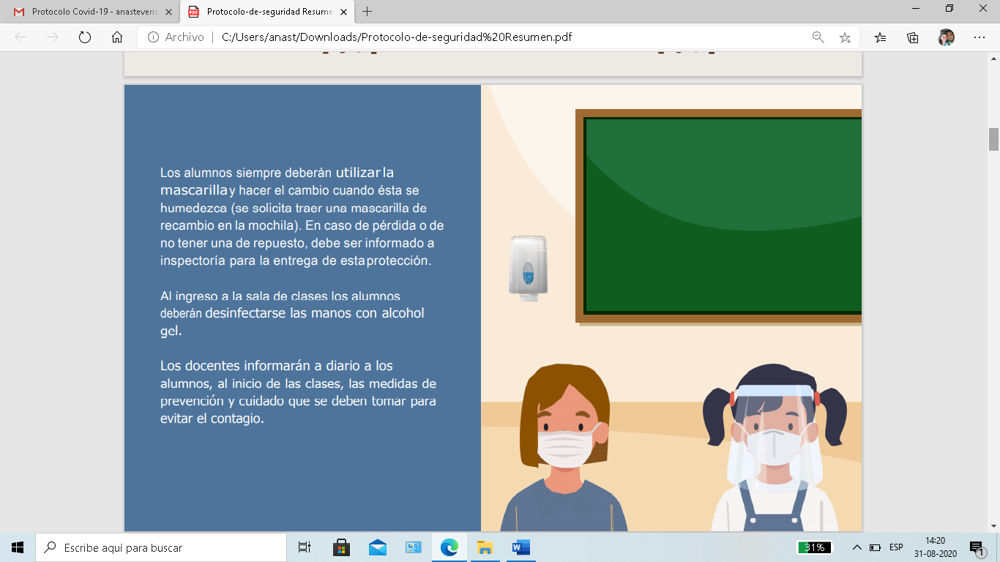 Protocolo Covid-19 - anastevens
Protocolo-de-seguridad Resume
Archivo
C:/Users/anast/Downloads/Protocolo-de-seguridad%20Resumen.pdf
Los alumnos siempre deberán utilizar la
mascarilla y hacer el cambio cuando ésta se
humedezca (se solicita traer una mascarilla de
recambio en la mochila). En caso de pérdida o de
no tener una de repuesto, debe ser informado a
inspectoría para la entrega de esta protección.
Al ingreso a la sala de clases los alumnos
deberán desinfectarse las manos con alcohol
gel.
Los docentes informarán a diario a los
alumnos, al inicio de las clases, las medidas de
prevención y cuidado que se deben tomar para
evitar el contagio.
Escribe aquí para buscar
31%
ESP
14:20
31-08-2020
1